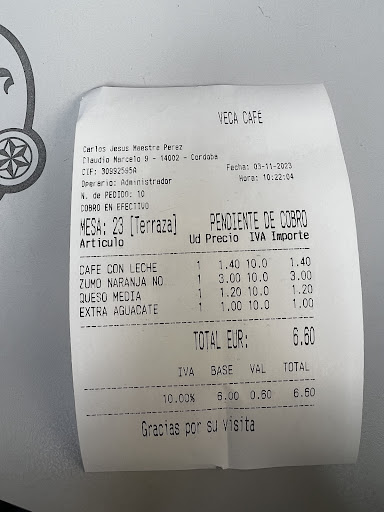 VEGA CAFÉ
Carlos Jesus Maestre Perez
Claudio Marcelo 9 - 14002 - Cordoba
CIF: 30992585A Fecha: 03-11-2023
Operario: Administrador Hora: 10:22:04
N. de PEDIDO: 10
COBRO EN EFECTIVO
MESA: 23 [Terraza] PENDIENTE DE COBRO
Artículo Ud Precio IVA Importe
CAFE CON LECHE 1 1.40 10.0 1.40
ZUMO NARANJA NO 1 3.00 10.0 3.00
QUESO MEDIA 1 1.20 10.0 1.20
EXTRA AGUACATE 1 1.00 10.0 1.00
TOTAL EUR: 6.60
IVA BASE VAL TOTAL
10.00% 6.00 0.60 6.60
Gracias por su visita